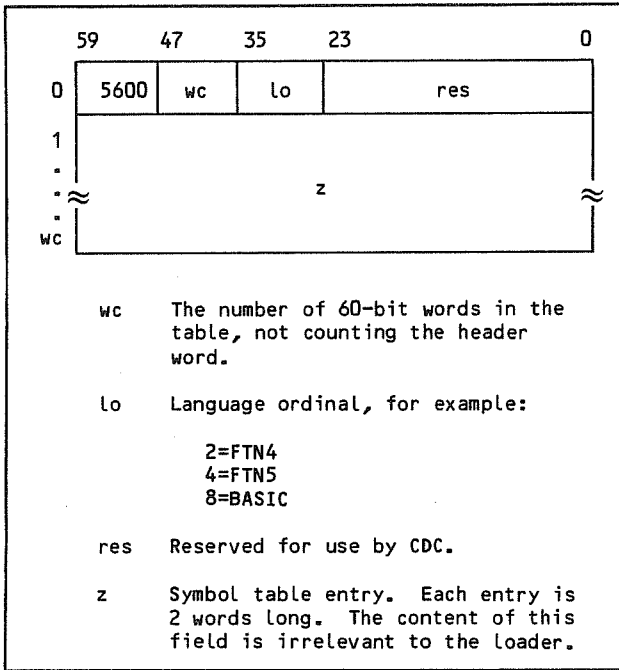 59 47 35 23 0
0 5600 wc lo res
1
.
. ≈ z ≈
.
wc
wc The number of 60-bit words in the
table, not counting the header
word.
lo Language ordinal, for example:
2=FTN4
4=FTN5
8=BASIC
res Reserved for use by CDC.
z Symbol table entry. Each entry is
2 words long. The content of this
field is irrelevant to the loader.